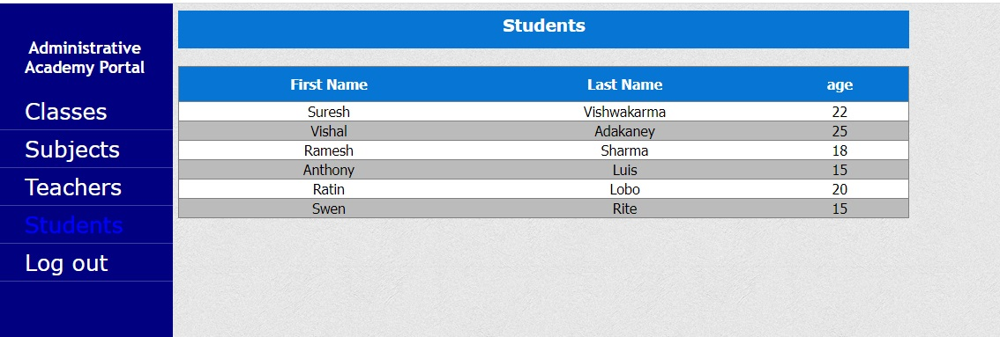 Administrative
Academy Portal
Classes
Subjects
Teachers
Students
Log out
Students
First Name Last Name age
Suresh Vishwakarma 22
Vishal Adakaney 25
Ramesh Sharma 18
Anthony Luis 15
Ratin Lobo 20
Swen Rite 15